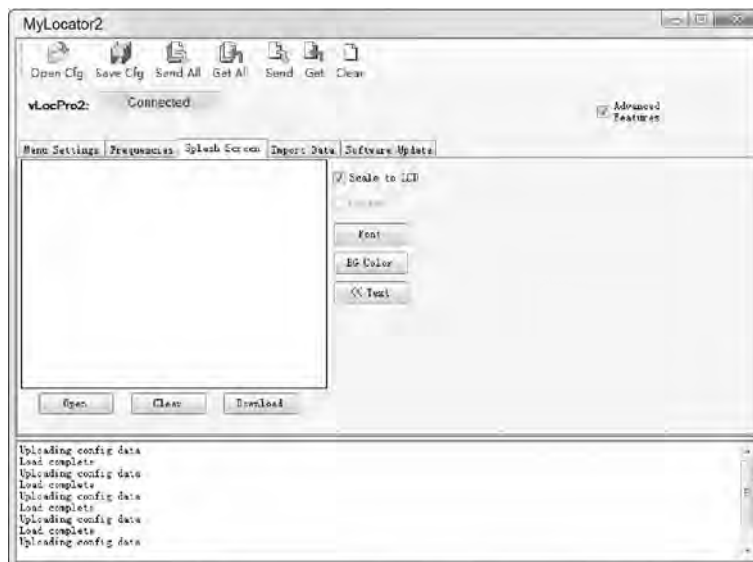 MyLocator2
Open Cfg Save Cfg Send All Get All Send Get Clear
vLocPro2: Connected
Advanced
Features
Menu Settings Frequencies Splash Screen Import Data Software Update
Scale to LCD
Font
BG Color
<< Text
Open Clear Download
Uploading config data
Load complete
Uploading config data
Load complete
Uploading config data
Load complete
Uploading config data
Load complete
Uploading config data